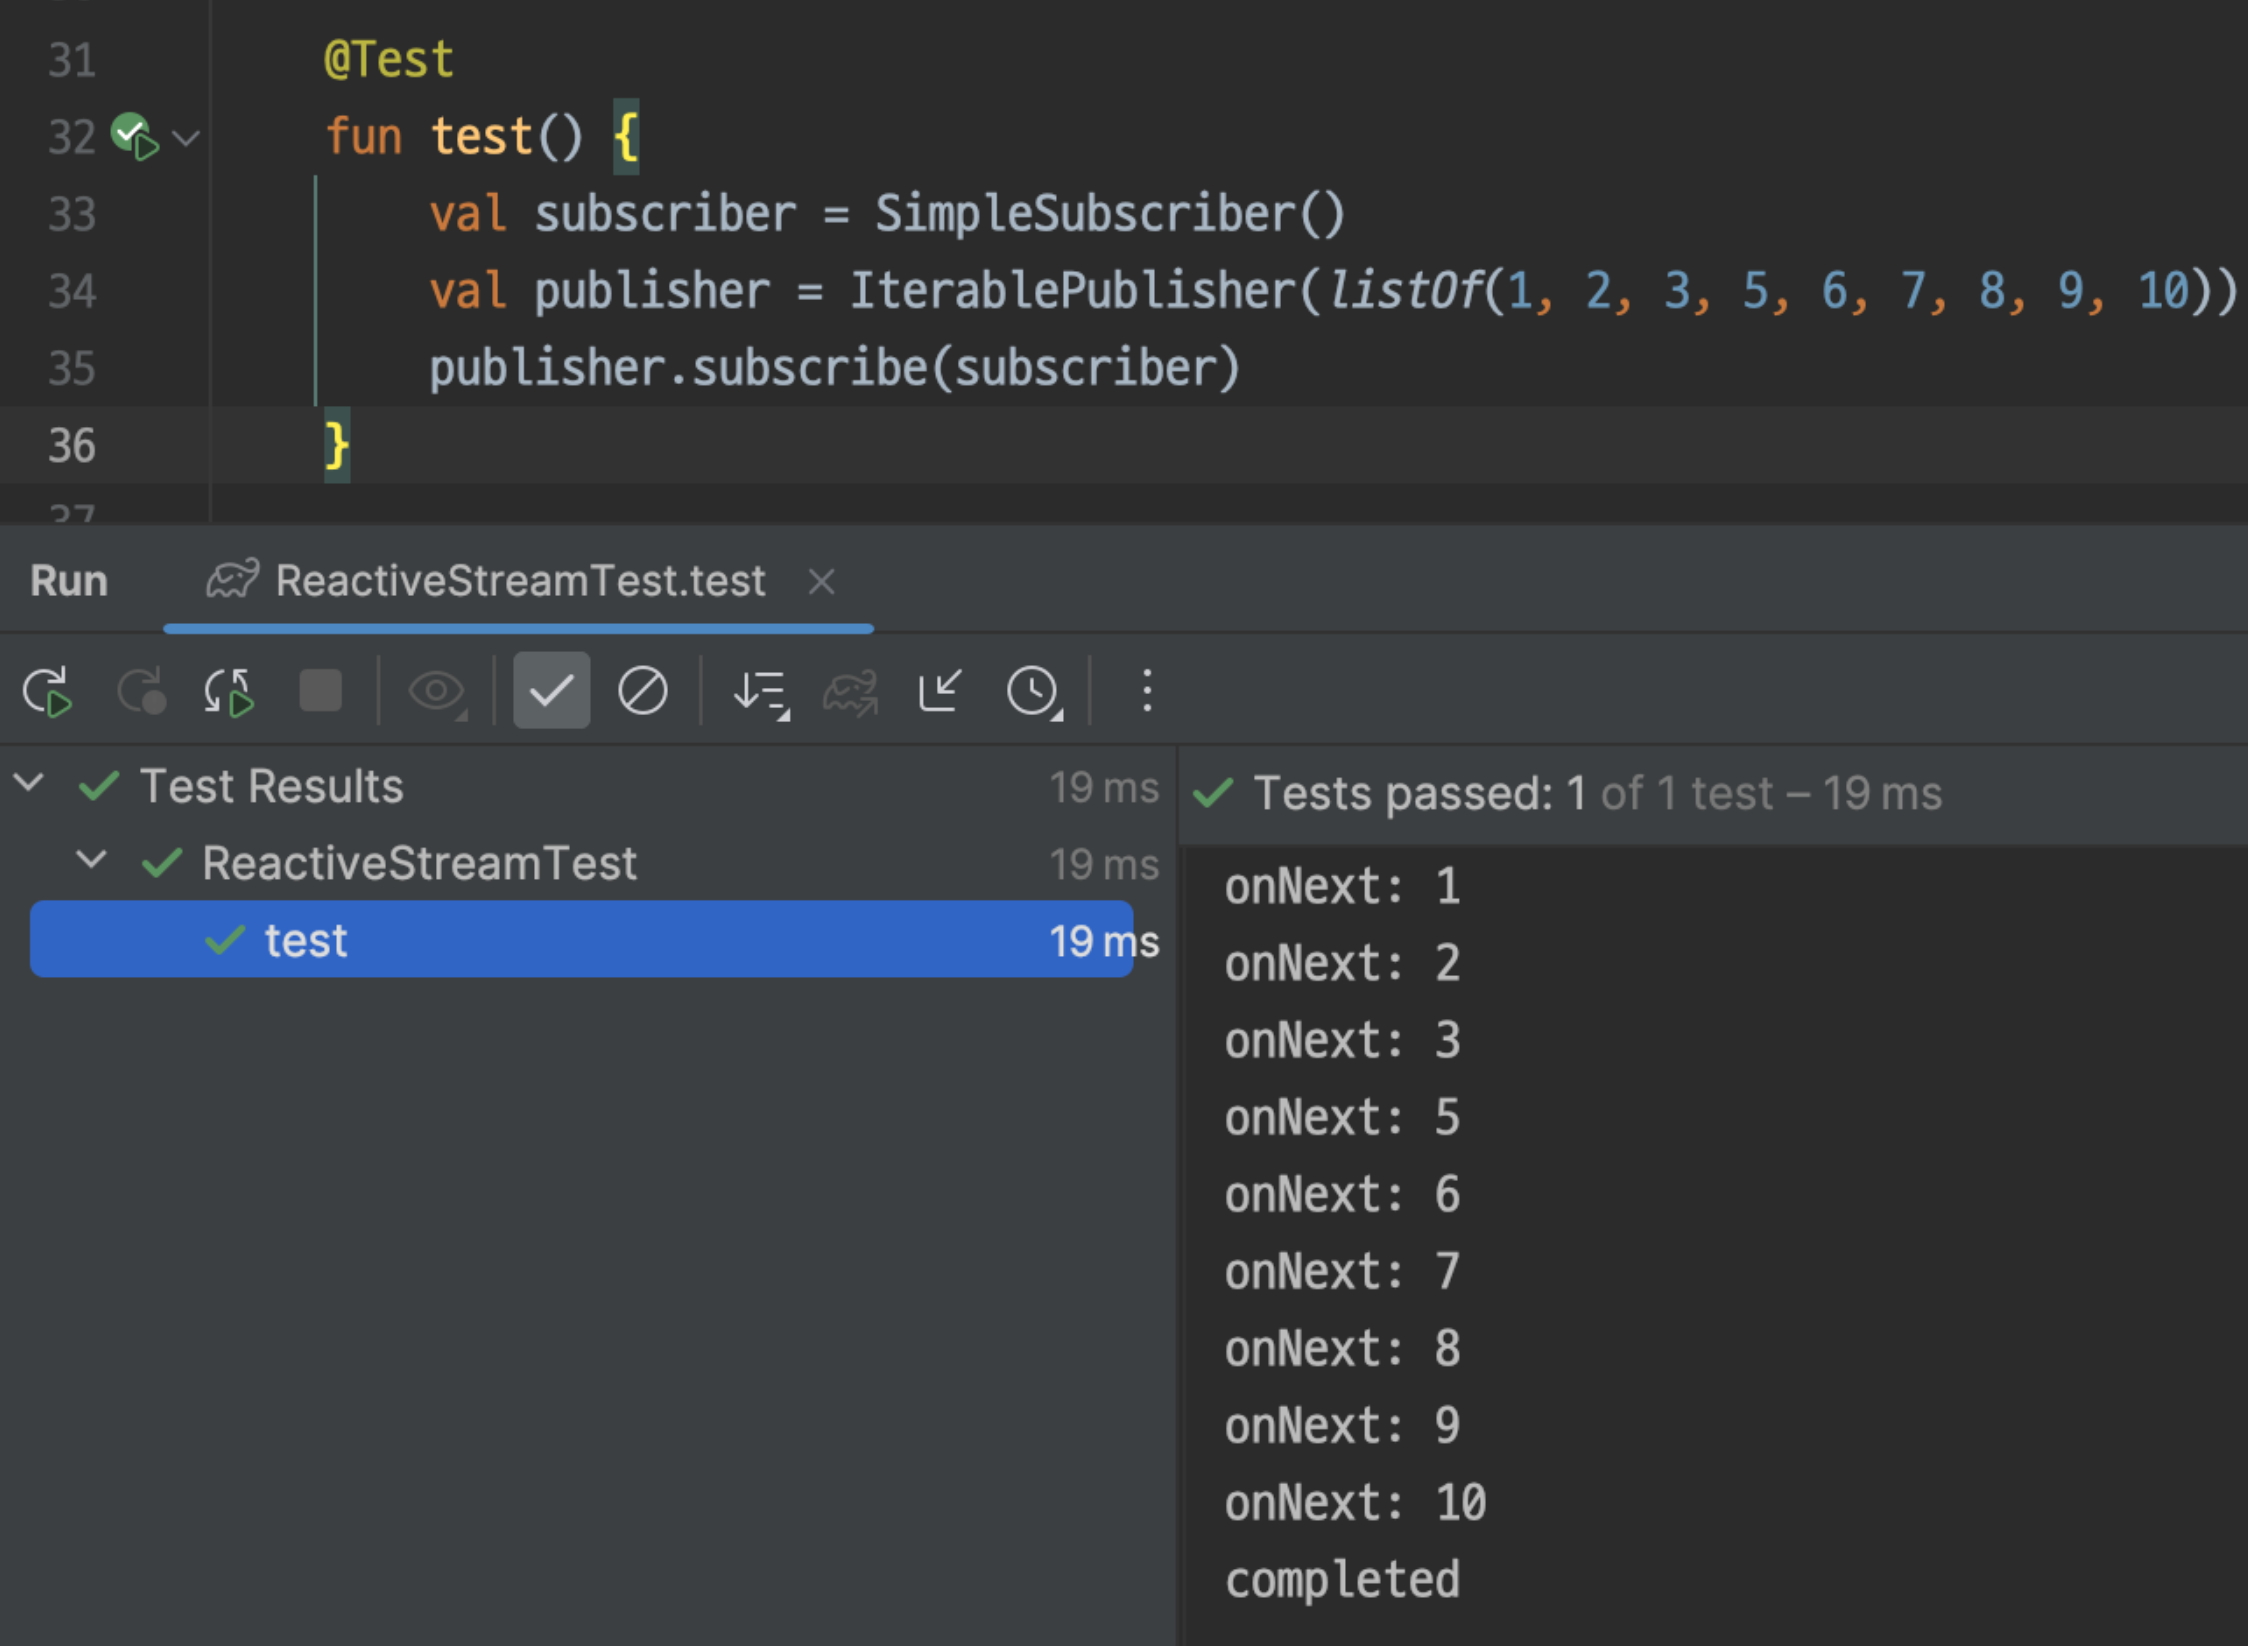 31 @Test
32 fun test() {
33 val subscriber = SimpleSubscriber()
34 val publisher = IterablePublisher(listOf(1, 2, 3, 5, 6, 7, 8, 9, 10))
35 publisher.subscribe(subscriber)
36 }
37
Run ReactiveStreamTest.test
Test Results 19 ms
ReactiveStreamTest 19 ms
test 19 ms
Tests passed: 1 of 1 test – 19 ms
onNext: 1
onNext: 2
onNext: 3
onNext: 5
onNext: 6
onNext: 7
onNext: 8
onNext: 9
onNext: 10
completed